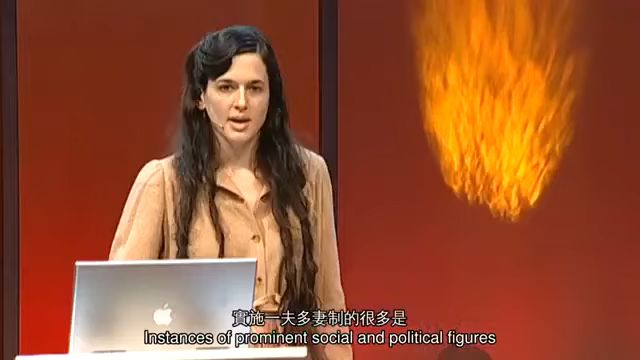 實施一夫多妻制的很多是
Instances of prominent social and political figures